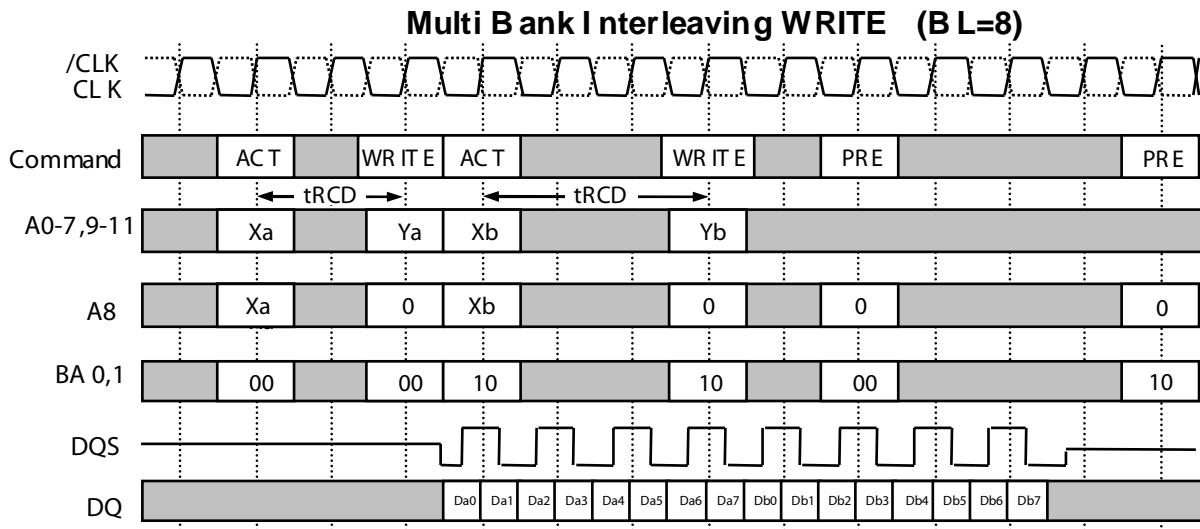 Multi Bank Interleaving WRITE (BL=8)
/CLK
CLK
Command ACT WRITE ACT WRITE PRE PRE
tRCD tRCD
A0-7,9-11 Xa Ya Xb Yb
A8 Xa 0 Xb 0 0 0
BA 0,1 00 00 10 10 00 10
DQS
DQ Da0 Da1 Da2 Da3 Da4 Da5 Da6 Da7 Db0 Db1 Db2 Db3 Db4 Db5 Db6 Db7